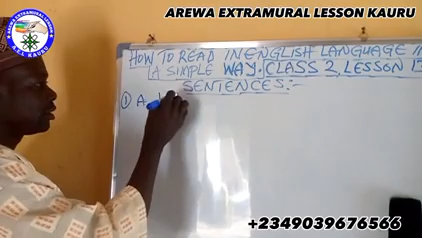 AREWA EXTRAMURAL LESSON KAURU
HOW TO READ IN ENGLISH LANGUAGE IN
A SIMPLE WAY. CLASS 2, LESSON 15
SENTENCES:-
1 A
+2349039676566